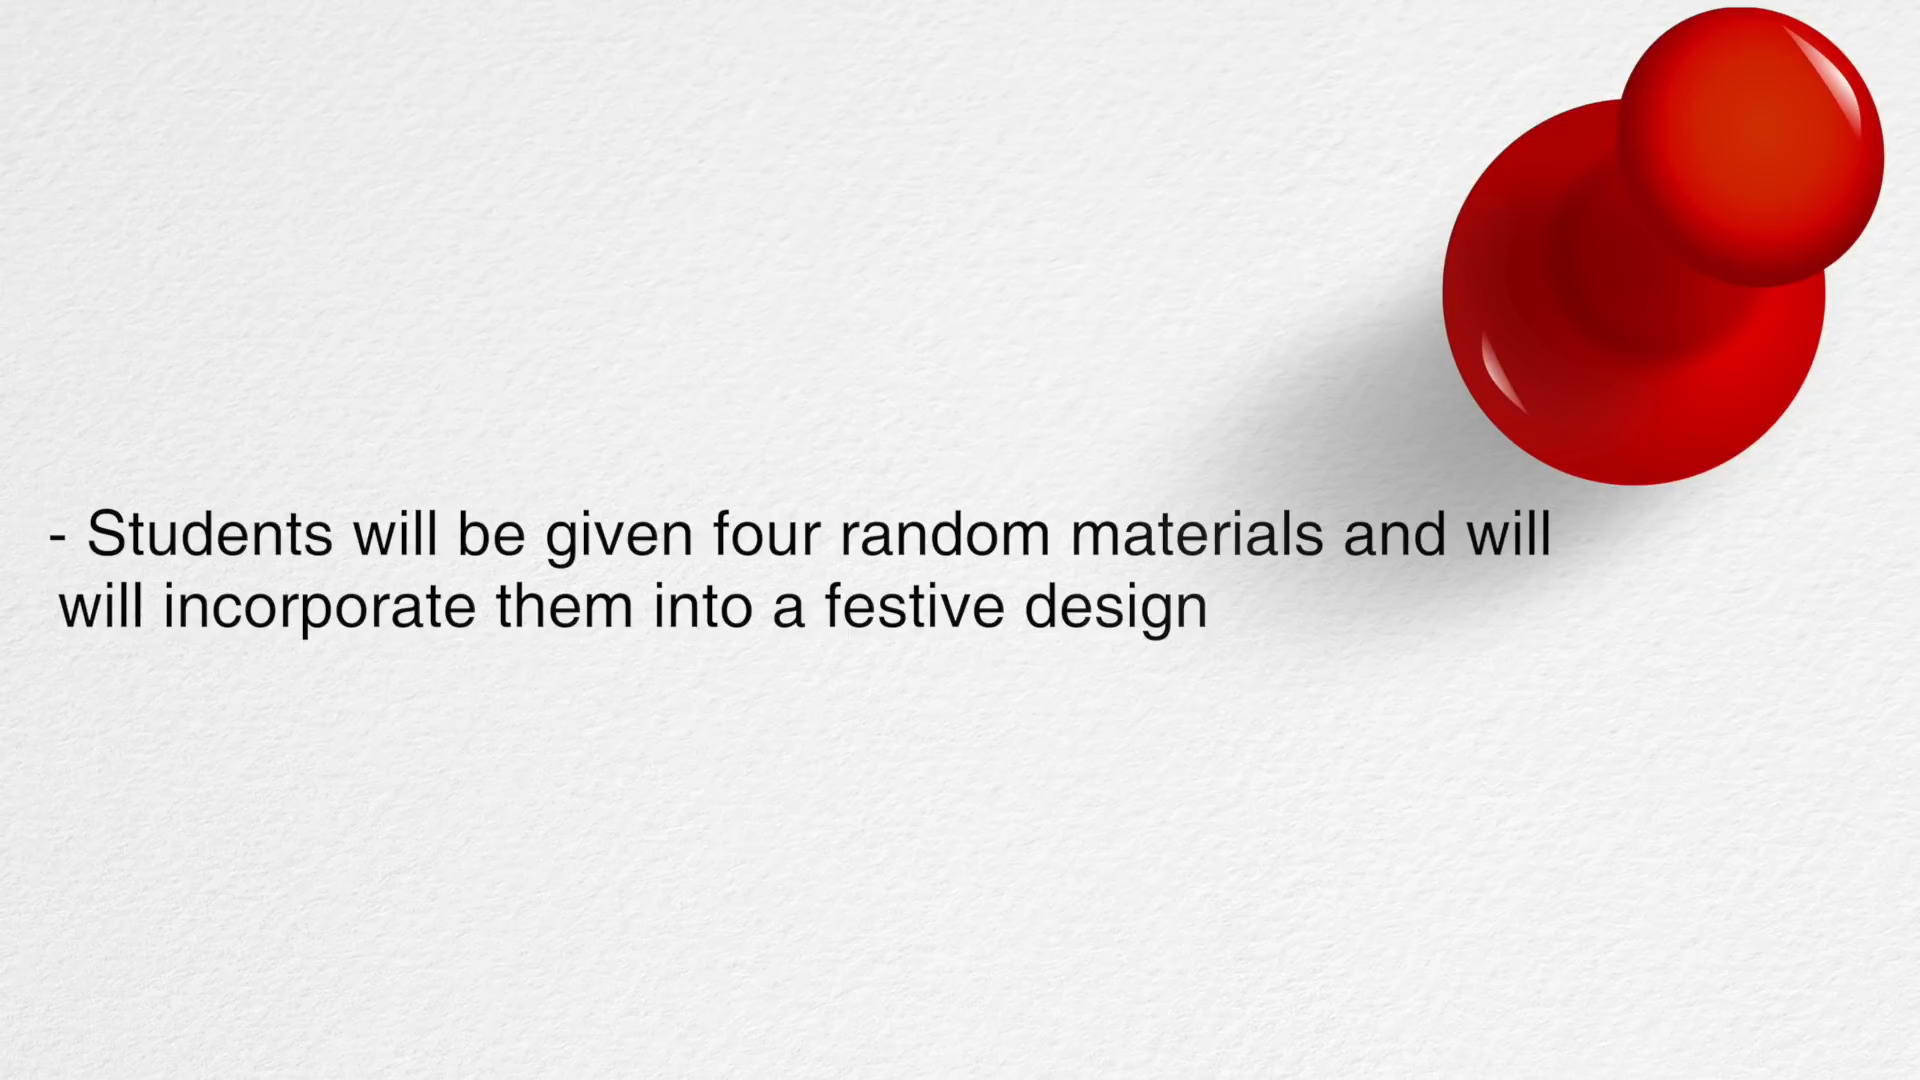 - Students will be given four random materials and will
will incorporate them into a festive design